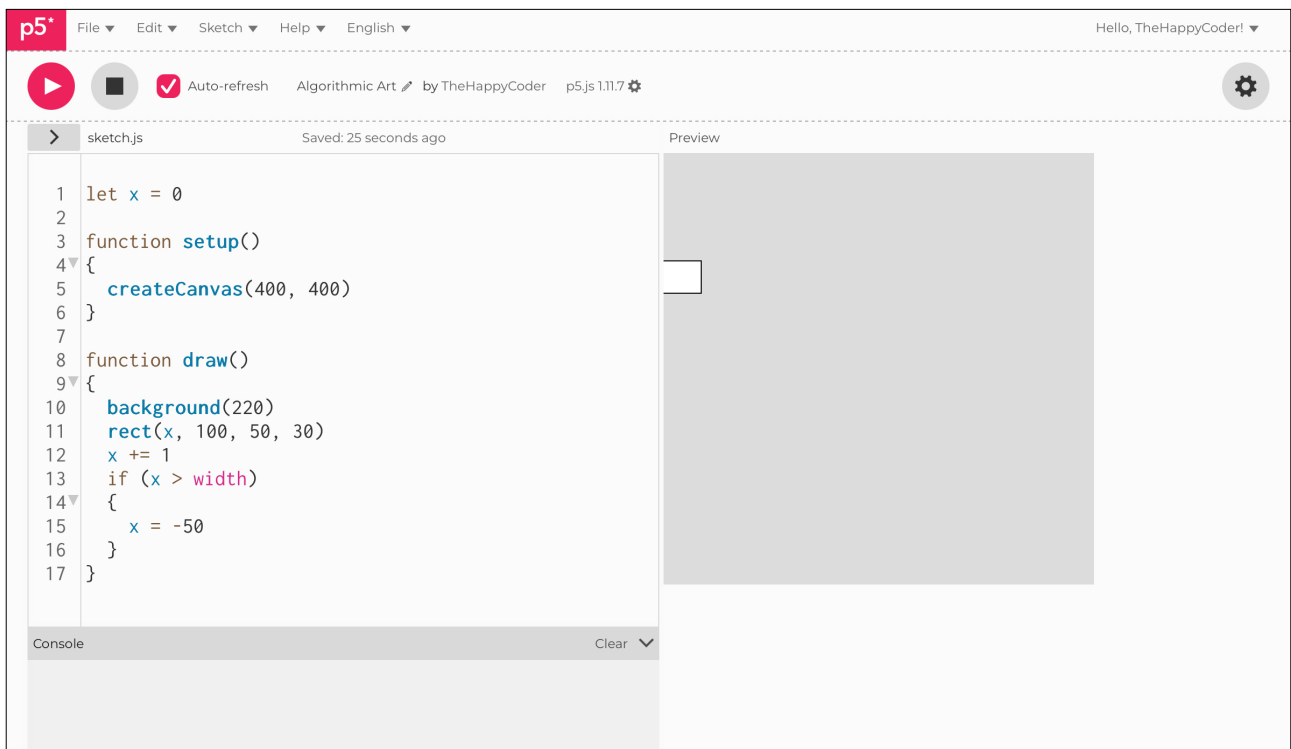 p5* File Edit Sketch Help English Hello, TheHappyCoder!
Auto-refresh Algorithmic Art by TheHappyCoder p5.js 1.11.7
sketch.js Saved: 25 seconds ago Preview
1 let x = 0
2
3 function setup()
4 {
5 createCanvas(400, 400)
6 }
7
8 function draw()
9 {
10 background(220)
11 rect(x, 100, 50, 30)
12 x += 1
13 if (x > width)
14 {
15 x = -50
16 }
17 }
Console Clear